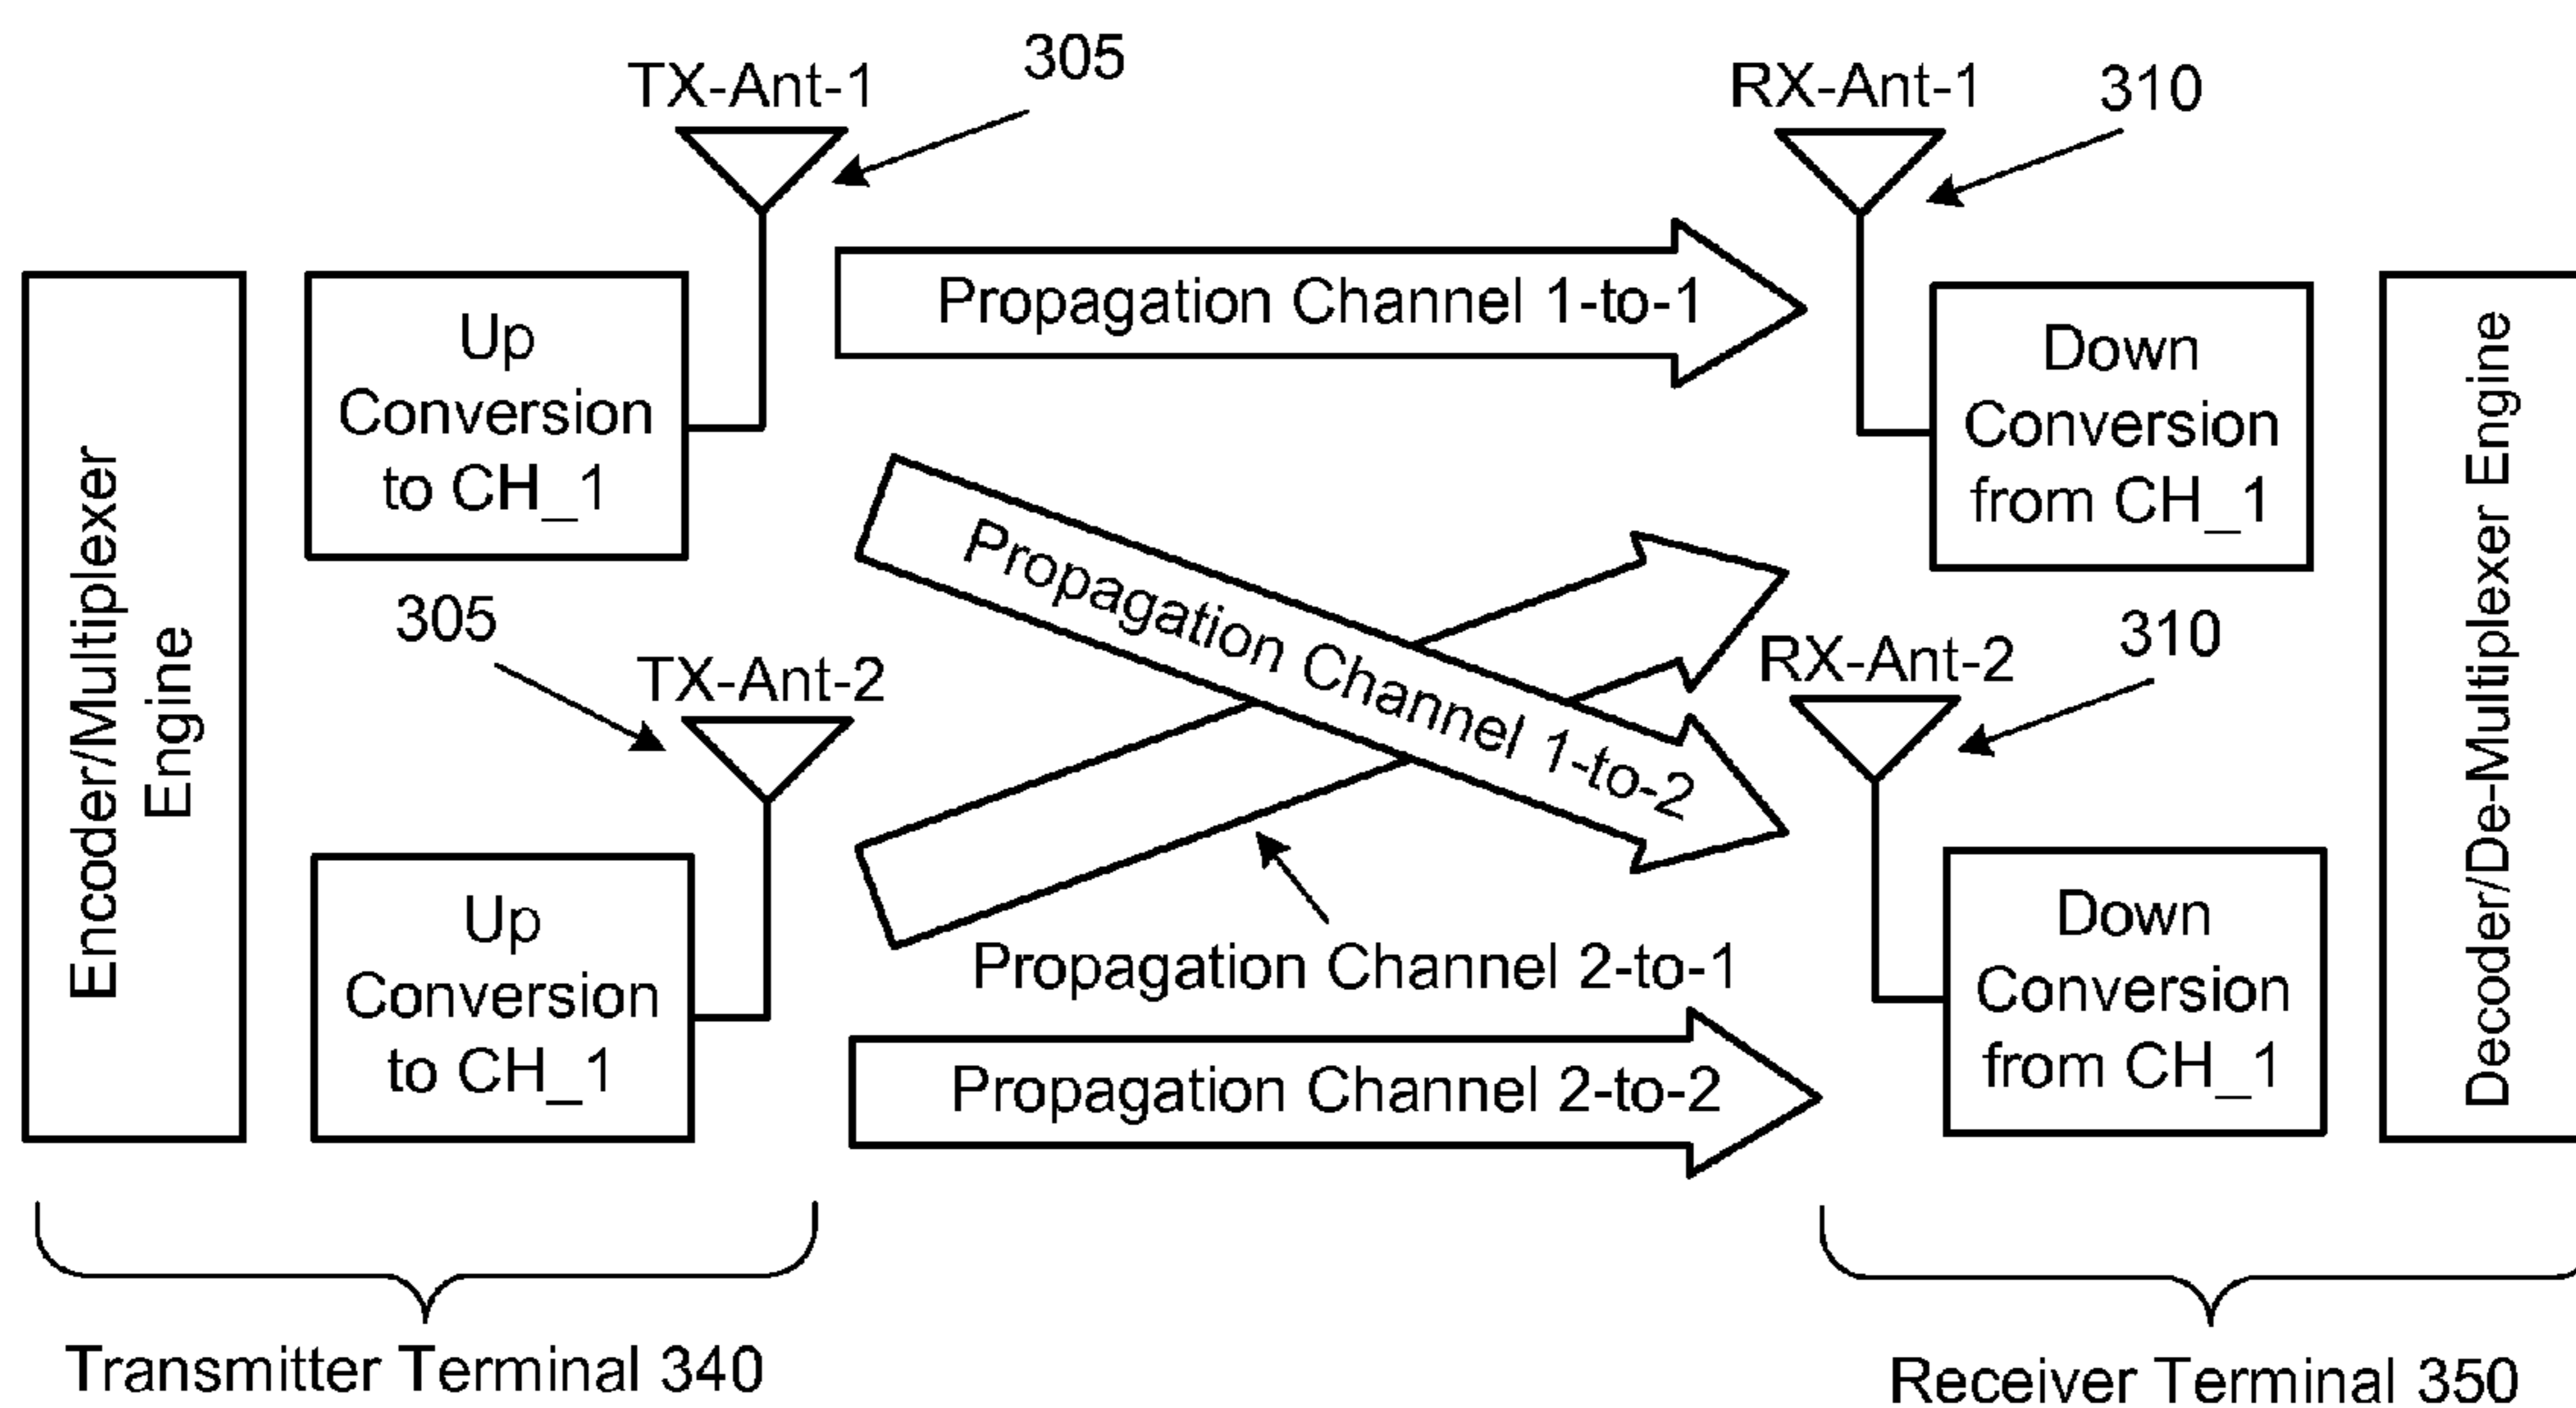 TX-Ant-1
305
RX-Ant-1
310
Encoder/Multiplexer
Engine
Up
Conversion
to CH_1
Propagation Channel 1-to-1
Down
Conversion
from CH_1
Decoder/De-Multiplexer Engine
Propagation Channel 1-to-2
305
TX-Ant-2
RX-Ant-2
310
Up
Conversion
to CH_1
Propagation Channel 2-to-1
Propagation Channel 2-to-2
Down
Conversion
from CH_1
Transmitter Terminal 340
Receiver Terminal 350